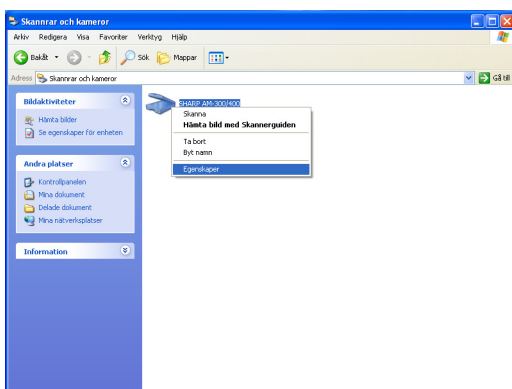 Skannrar och kameror
Arkiv Redigera Visa Favoriter Verktyg Hjälp
Bakåt Sök Mappar
Adress Skannrar och kameror Gå till
Bildaktiviteter
Hämta bilder
Se egenskaper för enheten
Andra platser
Kontrollpanelen
Mina dokument
Delade dokument
Mina nätverksplatser
Information
SHARP AM-300/400
Skanna
Hämta bild med Skannerguiden
Ta bort
Byt namn
Egenskaper